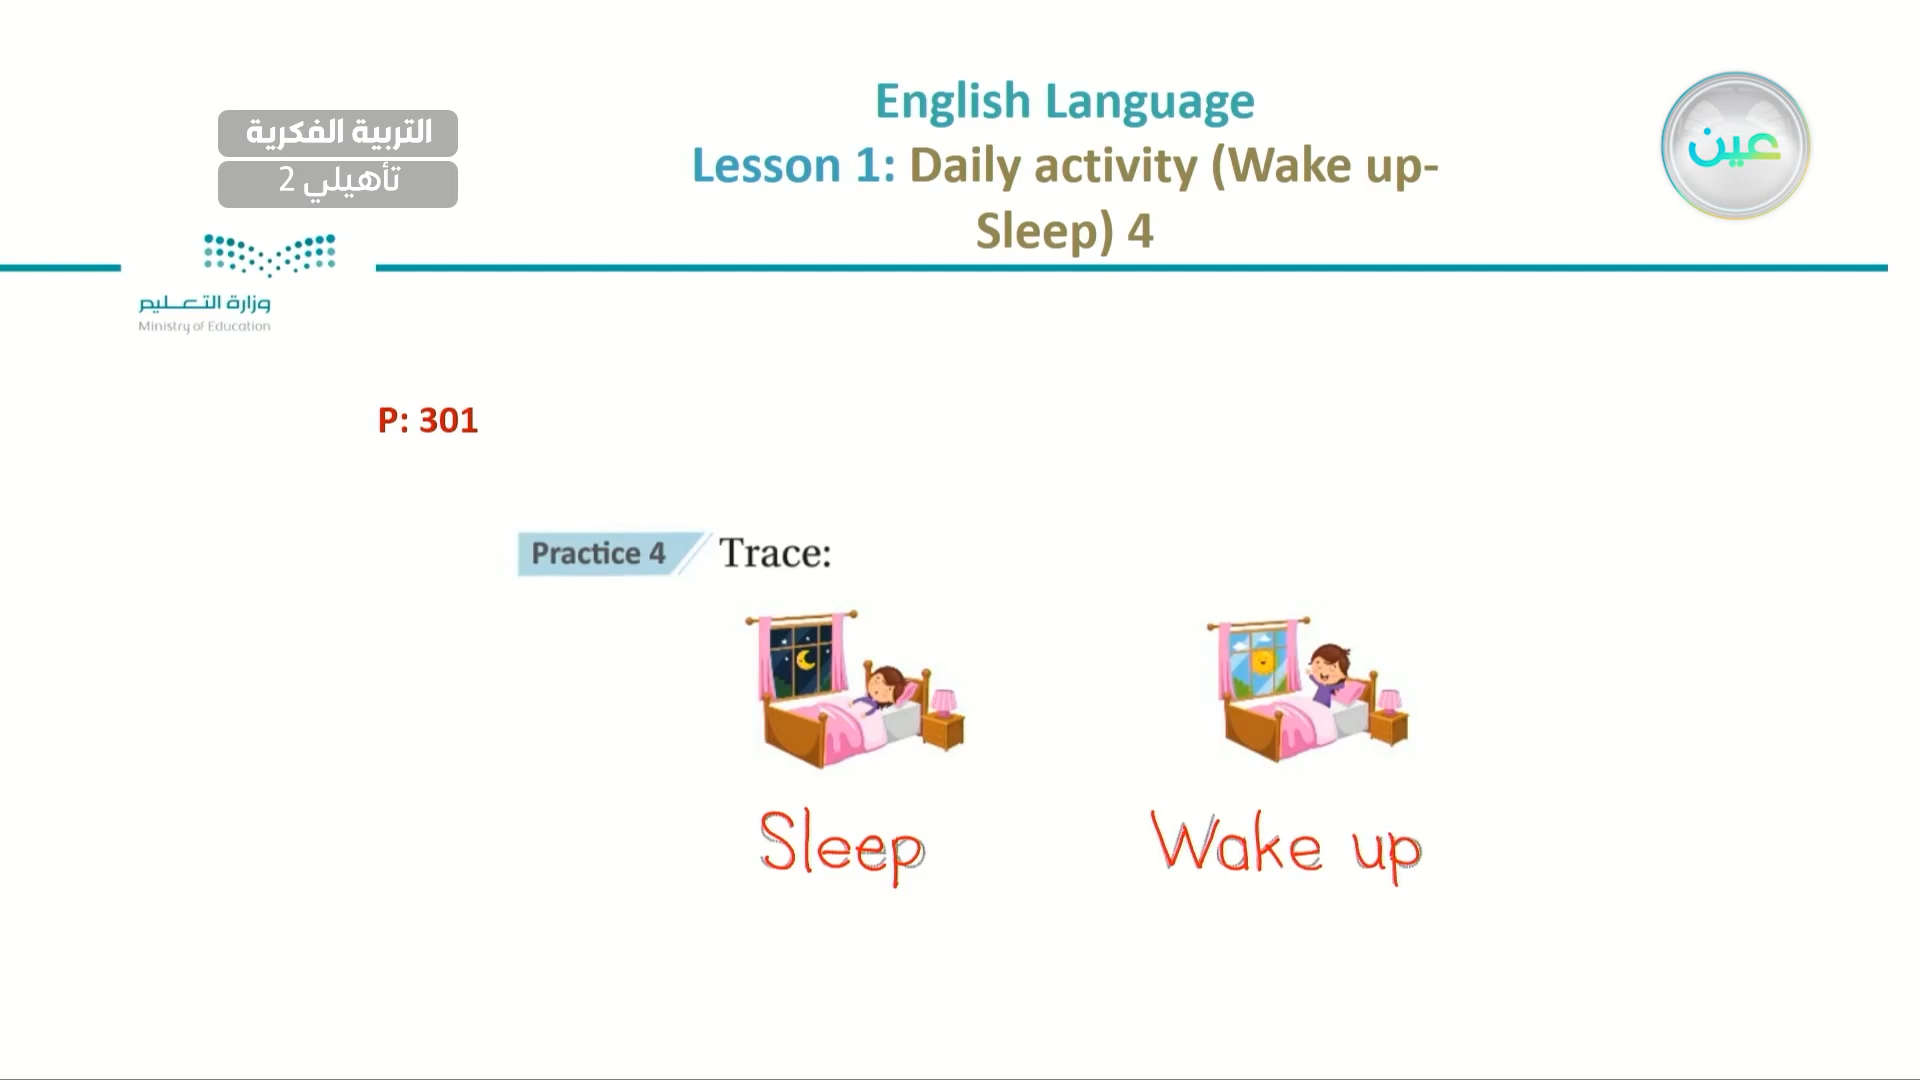 English Language
Lesson 1: Daily activity (Wake up-
Sleep) 4
التربية الفكرية
تأهيلي 2
عين
وزارة التعليم
Ministry of Education
P: 301
Practice 4 Trace:
Sleep Wake up